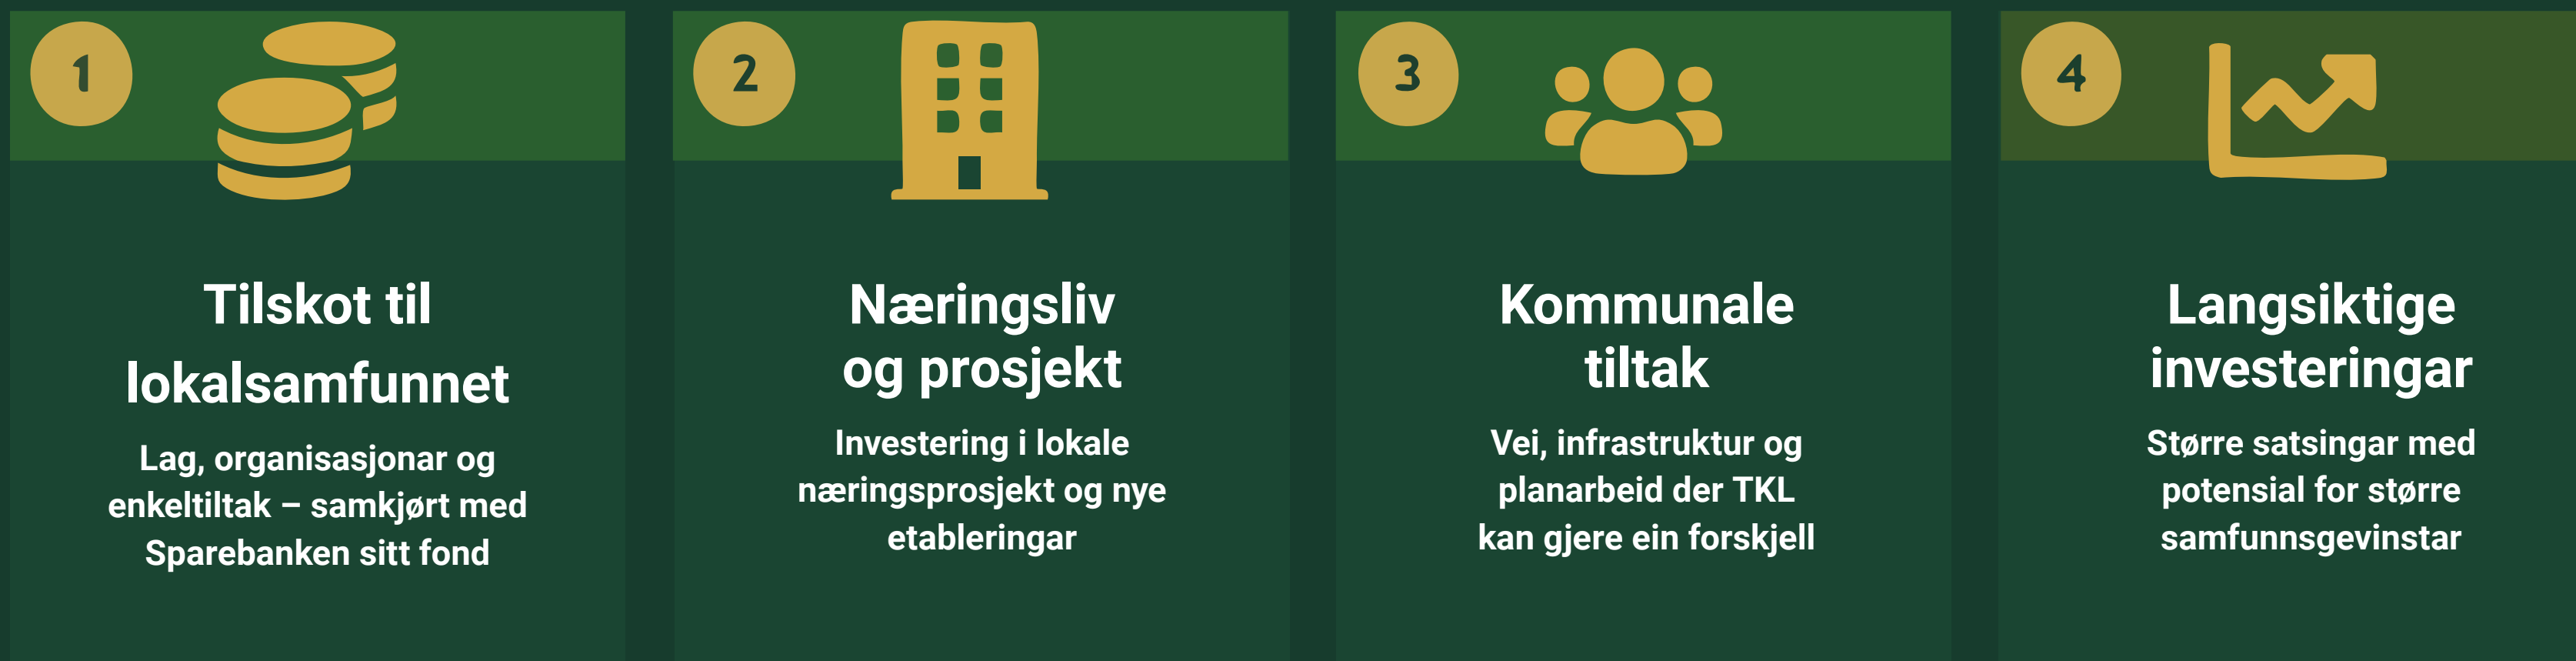 1
Tilskot til
lokalsamfunnet
Lag, organisasjonar og
enkeltiltak – samkjørt med
Sparebanken sitt fond
2
Næringsliv
og prosjekt
Investering i lokale
næringsprosjekt og nye
etableringar
3
Kommunale
tiltak
Vei, infrastruktur og
planarbeid der TKL
kan gjere ein forskjell
4
Langsiktige
investeringar
Større satsingar med
potensial for større
samfunnsgevinstar